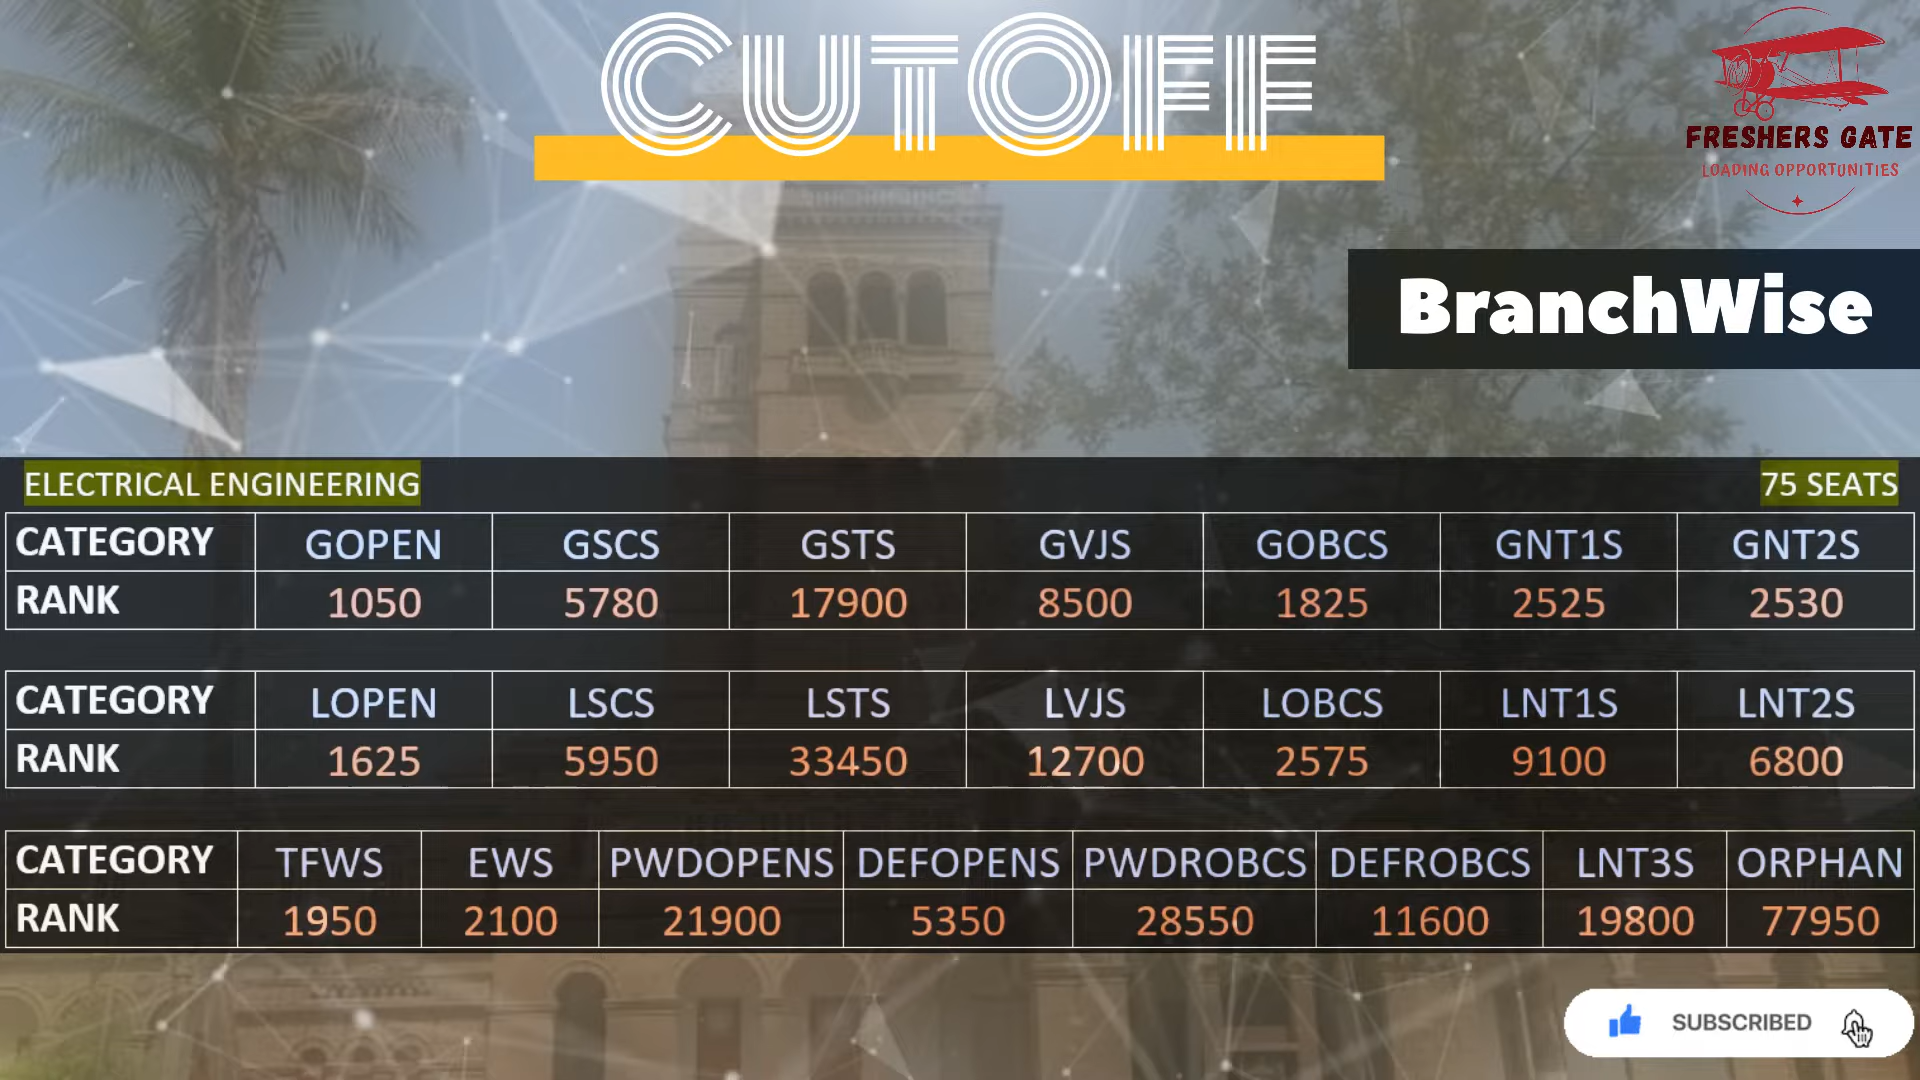 CUTOFF
FRESHERS GATE
LOADING OPPORTUNITIES
BranchWise
ELECTRICAL ENGINEERING 75 SEATS
CATEGORY GOPEN GSCS GSTS GVJS GOBCS GNT1S GNT2S
RANK 1050 5780 17900 8500 1825 2525 2530
CATEGORY LOPEN LSCS LSTS LVJS LOBCS LNT1S LNT2S
RANK 1625 5950 33450 12700 2575 9100 6800
CATEGORY TFWS EWS PWDOPENS DEFOPENS PWDROBCS DEFROBCS LNT3S ORPHAN
RANK 1950 2100 21900 5350 28550 11600 19800 77950
SUBSCRIBED